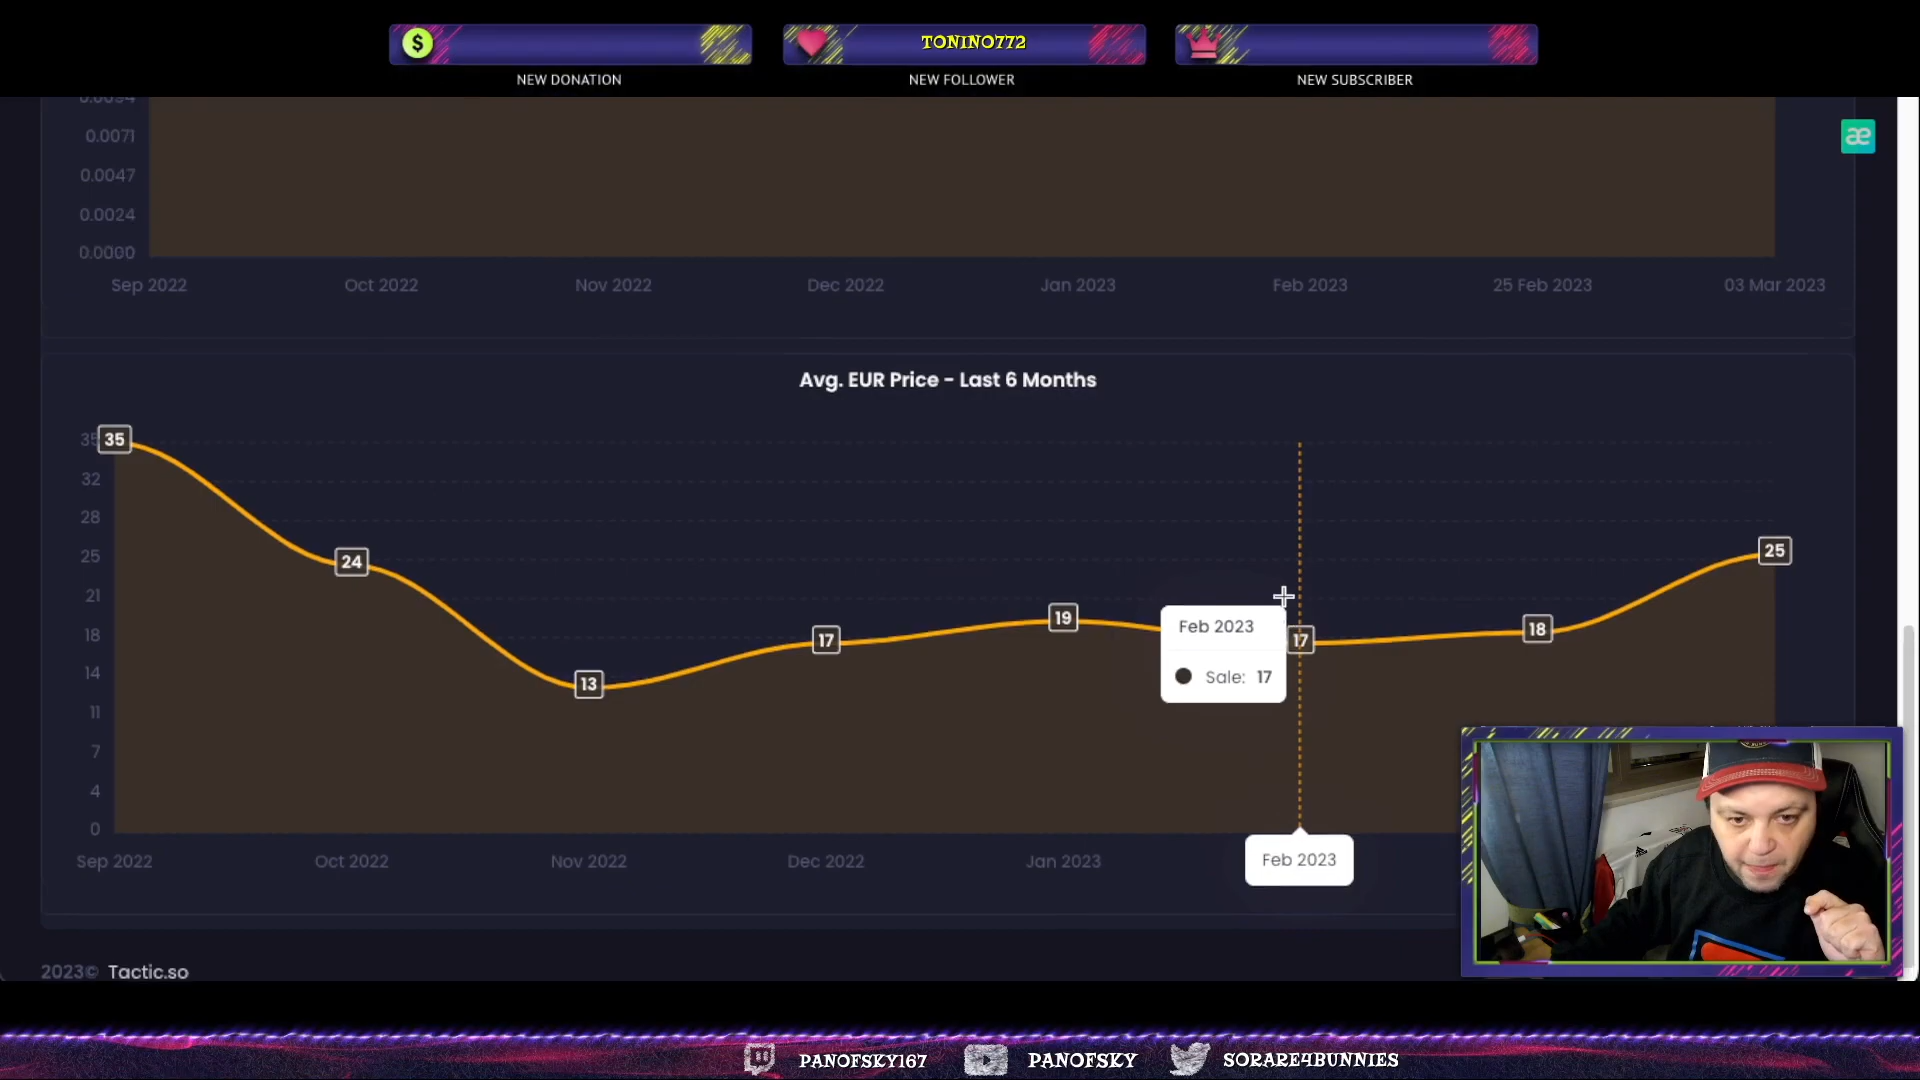 $
TONINO772
NEW DONATION
NEW FOLLOWER
NEW SUBSCRIBER
æ
0.0094
0.0071
0.0047
0.0024
0.0000
Sep 2022 Oct 2022 Nov 2022 Dec 2022 Jan 2023 Feb 2023 25 Feb 2023 03 Mar 2023
Avg. EUR Price - Last 6 Months
35
32
28
25
21
18
14
11
7
4
0
35
24
13
17
19
17
18
25
Feb 2023
Sale: 17
Sep 2022 Oct 2022 Nov 2022 Dec 2022 Jan 2023 Feb 2023
2023© Tactic.so
PANOFSKY167 PANOFSKY SORARE4BUNNIES